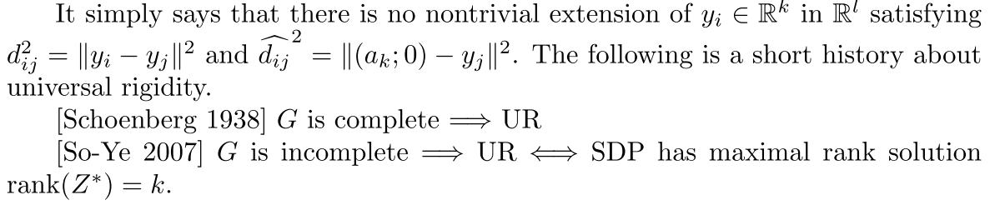 It simply says that there is no nontrivial extension of $y_i \in \mathbb{R}^k$ in $\mathbb{R}^l$ satisfying
$d_{ij}^2 = \|y_i - y_j\|^2$ and $\widehat{d_{ij}}^2 = \|(a_k; 0) - y_j\|^2$. The following is a short history about
universal rigidity.
[Schoenberg 1938] $G$ is complete $\Longrightarrow$ UR
[So-Ye 2007] $G$ is incomplete $\Longrightarrow$ UR $\Longleftrightarrow$ SDP has maximal rank solution
rank$(Z^*) = k$.